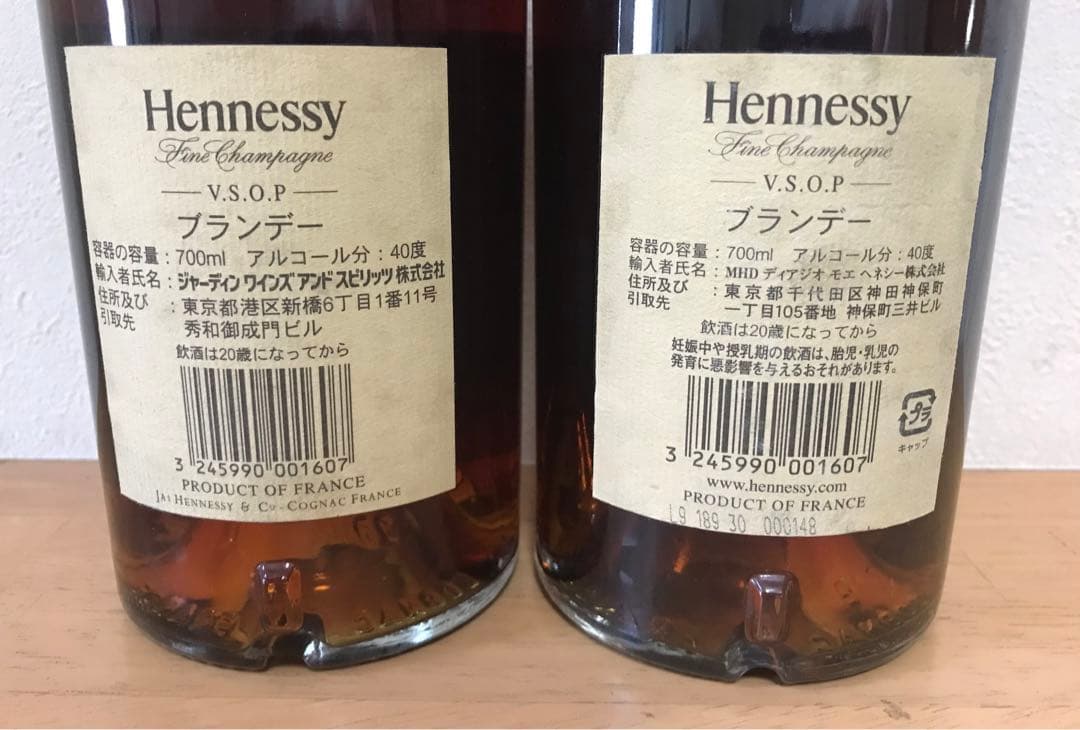 Hennessy
Fine Champagne
V.S.O.P
ブランデー
容器の容量：700ml アルコール分：40度
輸入者氏名：ジャーディン ワインズ アンド スピリッツ 株式会社
住所及び
引取先
：東京都港区新橋6丁目1番11号
秀和御成門ビル
飲酒は20歳になってから
3 245990 001607
PRODUCT OF FRANCE
JAS HENNESSY & Co - COGNAC FRANCE
Hennessy
Fine Champagne
V.S.O.P
ブランデー
容器の容量：700ml アルコール分：40度
輸入者氏名：MHD ディアジオ モエ ヘネシー株式会社
住所及び
引取先
：東京都千代田区神田神保町
一丁目105番地 神保町三井ビル
飲酒は20歳になってから
妊娠中や授乳期の飲酒は、胎児・乳児の
発育に悪影響を与えるおそれがあります。
プラ
キャップ
3 245990 001607
www.hennessy.com
PRODUCT OF FRANCE
L9 189 30 000148